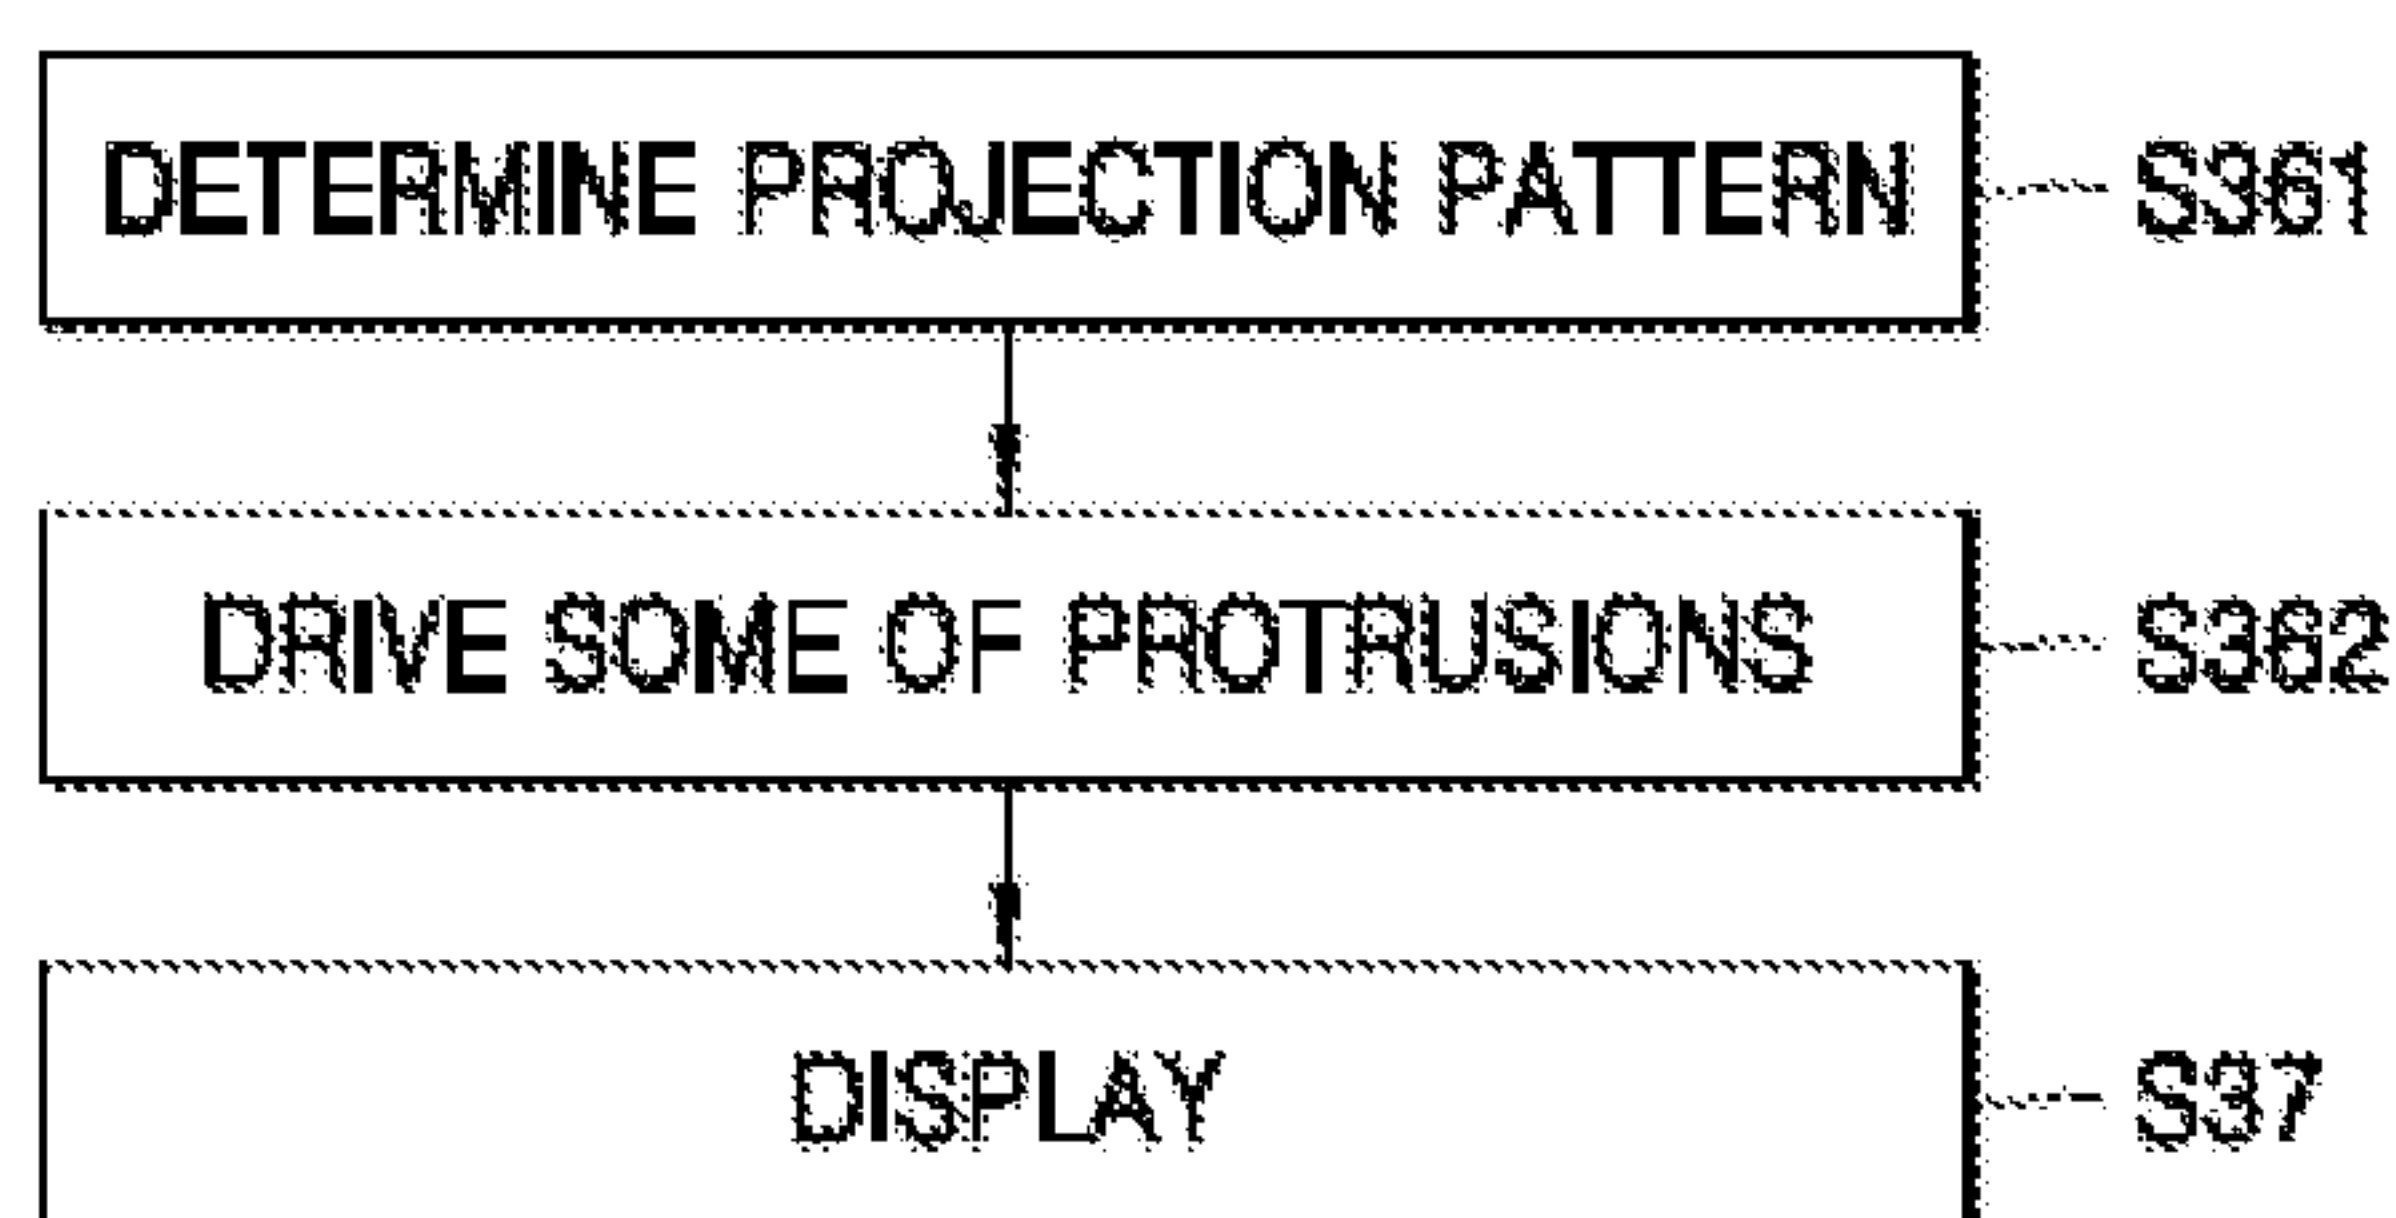 DETERMINE PROJECTION PATTERN S361
DRIVE SOME OF PROTRUSIONS S362
DISPLAY S37